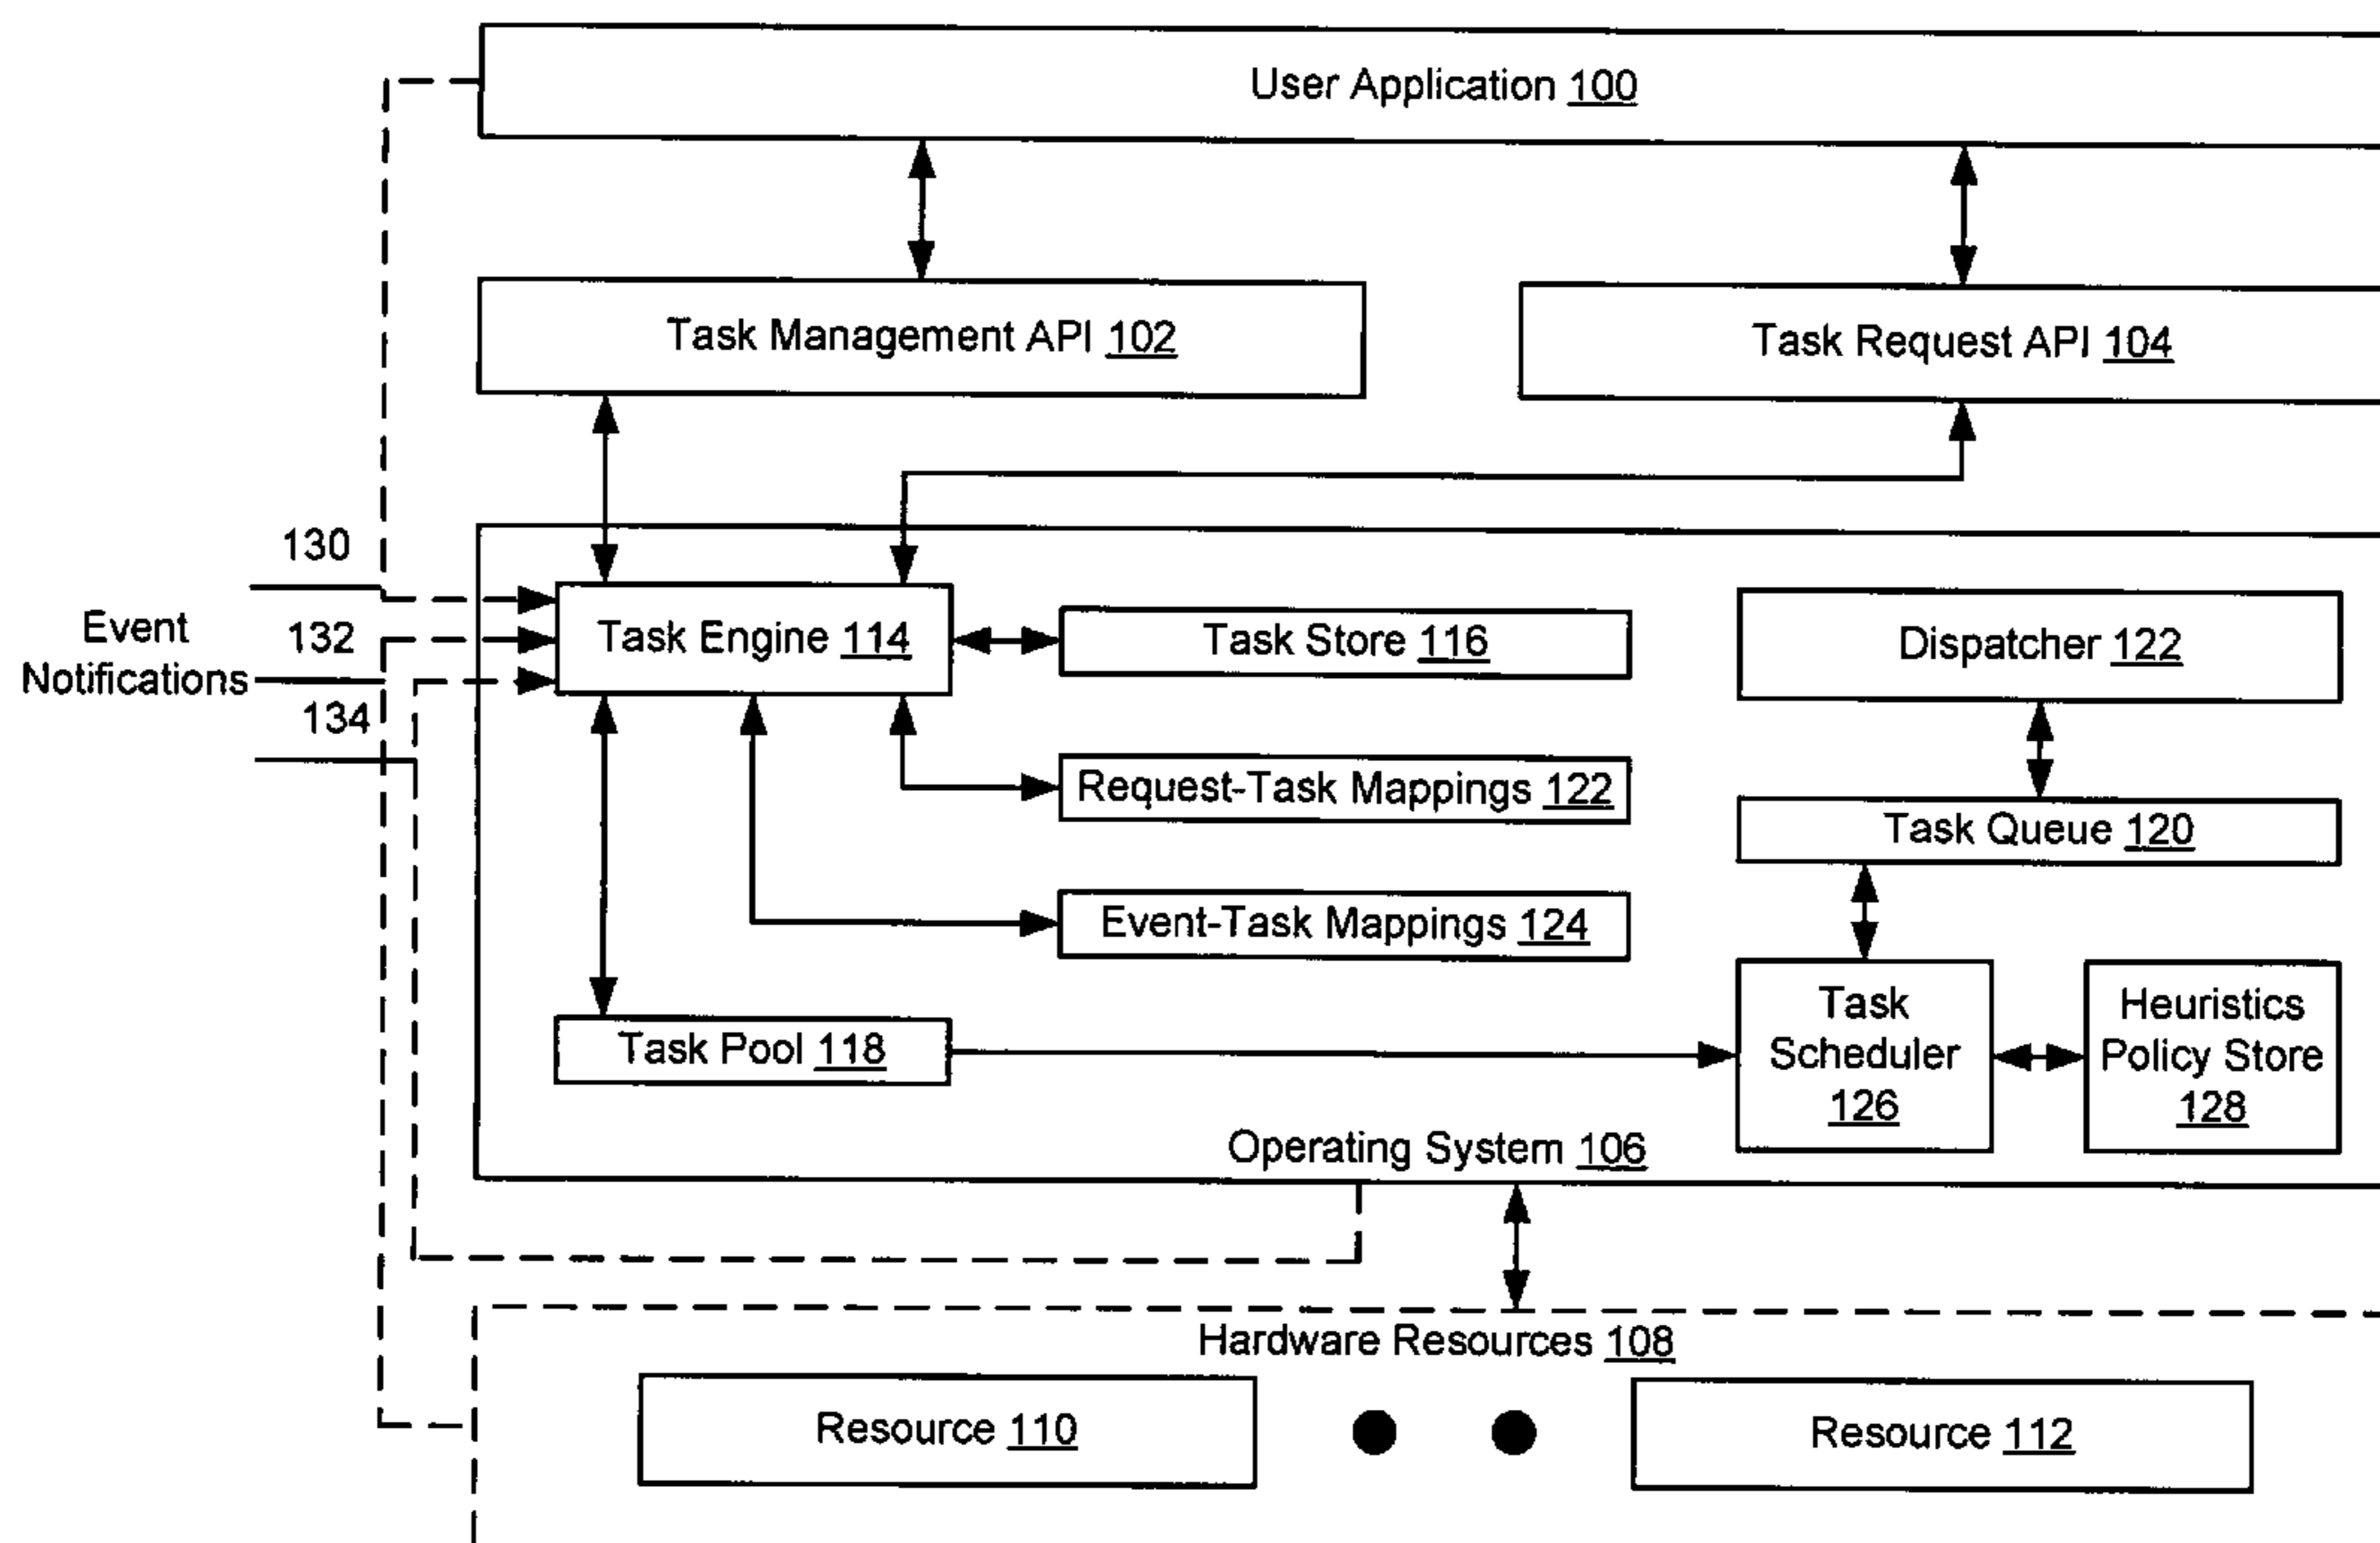 User Application 100
Task Management API 102
Task Request API 104
130
Event
Notifications
132
134
Task Engine 114
Task Store 116
Dispatcher 122
Request-Task Mappings 122
Task Queue 120
Event-Task Mappings 124
Task Pool 118
Task
Scheduler
126
Heuristics
Policy Store
128
Operating System 106
Hardware Resources 108
Resource 110
Resource 112